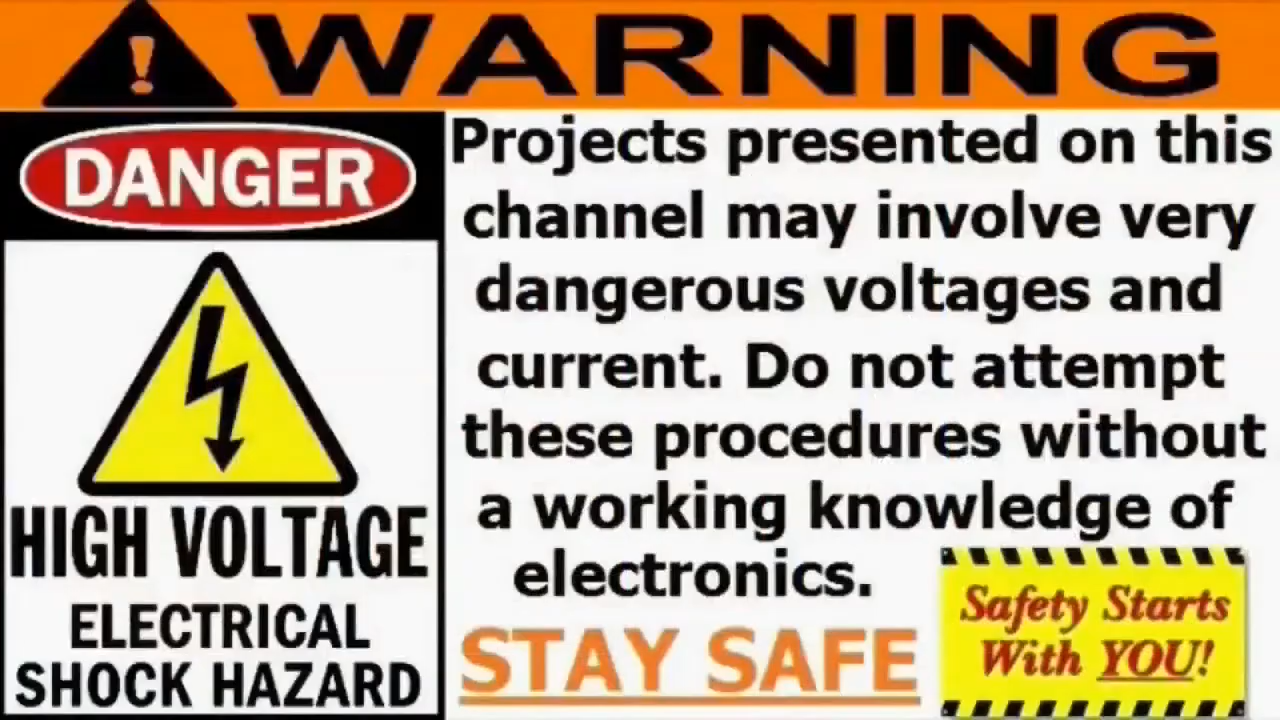 WARNING
DANGER
HIGH VOLTAGE
ELECTRICAL
SHOCK HAZARD
Projects presented on this
channel may involve very
dangerous voltages and
current. Do not attempt
these procedures without
a working knowledge of
electronics.
STAY SAFE
Safety Starts
With YOU!